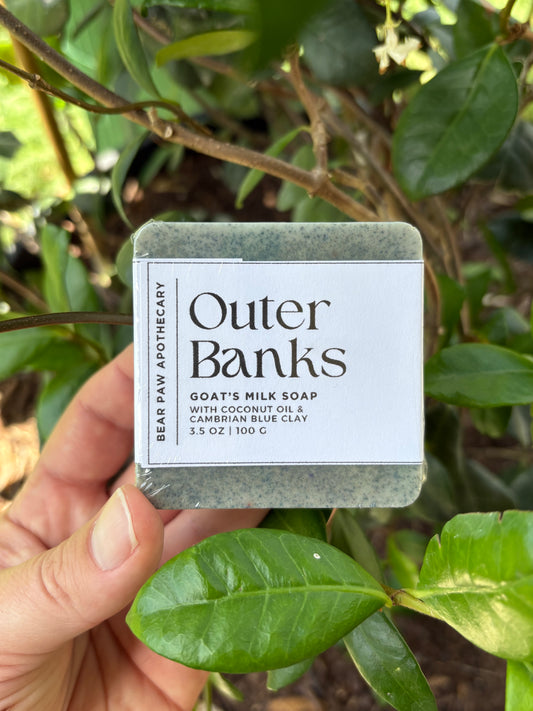 BEAR PAW APOTHECARY
Outer
Banks
GOAT'S MILK SOAP
WITH COCONUT OIL &
CAMBRIAN BLUE CLAY
3.5 OZ | 100 G